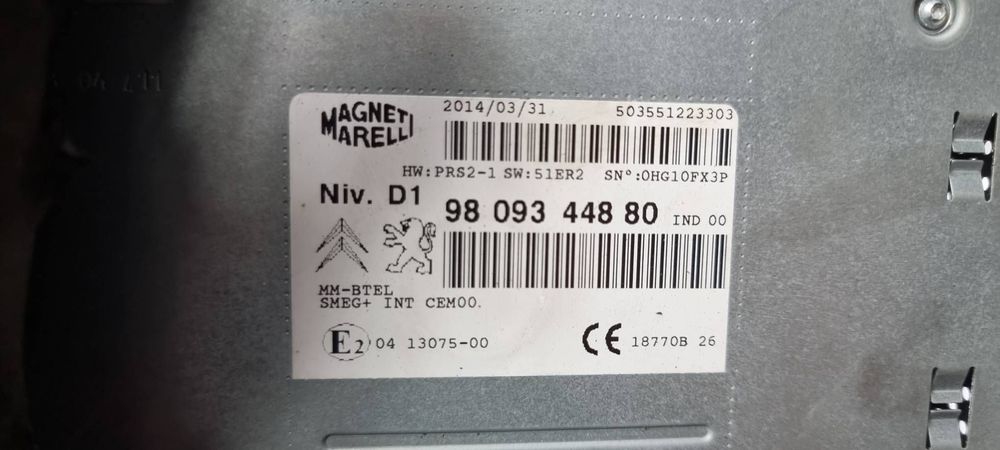 MAGNETI
MARELLI
2014/03/31
503551223303
HW:PRS2-1 SW:51ER2 SN°:0HG10FX3P
Niv. D1
98 093 448 80 IND 00
MM-BTEL
SMEG+ INT CEM00.
E2 04 13075-00
CE 18770B 26